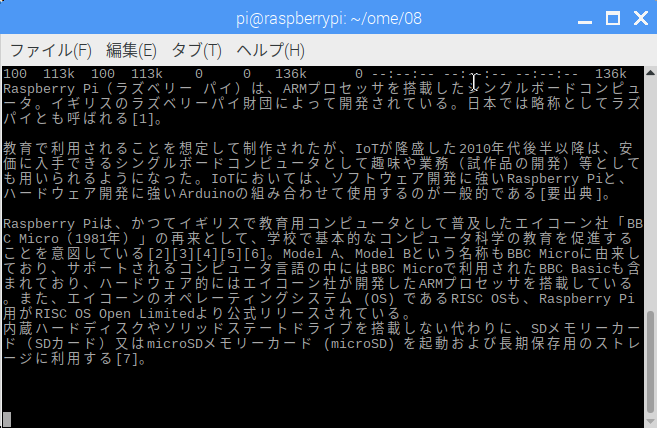 pi@raspberrypi: ~/ome/08
ファイル(F) 編集(E) タブ(T) ヘルプ(H)
100  113k  100  113k    0     0   136k      0 --:--:-- --:--:-- --:--:--  136k
Raspberry Pi（ラズベリー パイ）は、ARMプロセッサを搭載したシングルボードコンピュ
ータ。イギリスのラズベリーパイ財団によって開発されている。日本では略称としてラズ
パイとも呼ばれる[1]。
教育で利用されることを想定して制作されたが、IoTが隆盛した2010年代後半以降は、安
価に入手できるシングルボードコンピュータとして趣味や業務（試作品の開発）等として
も用いられるようになった。IoTにおいては、ソフトウェア開発に強いRaspberry Piと、
ハードウェア開発に強いArduinoの組み合わせて使用するのが一般的である[要出典]。
Raspberry Piは、かつてイギリスで教育用コンピュータとして普及したエイコーン社「BB
C Micro（1981年）」の再来として、学校で基本的なコンピュータ科学の教育を促進する
ことを意図している[2][3][4][5][6]。Model A、Model Bという名称もBBC Microに由来し
ており、サポートされるコンピュータ言語の中にはBBC Microで利用されたBBC Basicも含
まれており、ハードウェア的にはエイコーン社が開発したARMプロセッサを搭載している
。また、エイコーンのオペレーティングシステム (OS) であるRISC OSも、Raspberry Pi
用がRISC OS Open Limitedより公式リリースされている。
内蔵ハードディスクやソリッドステートドライブを搭載しない代わりに、SDメモリーカー
ド（SDカード）又はmicroSDメモリーカード (microSD) を起動および長期保存用のストレ
ージに利用する[7]。